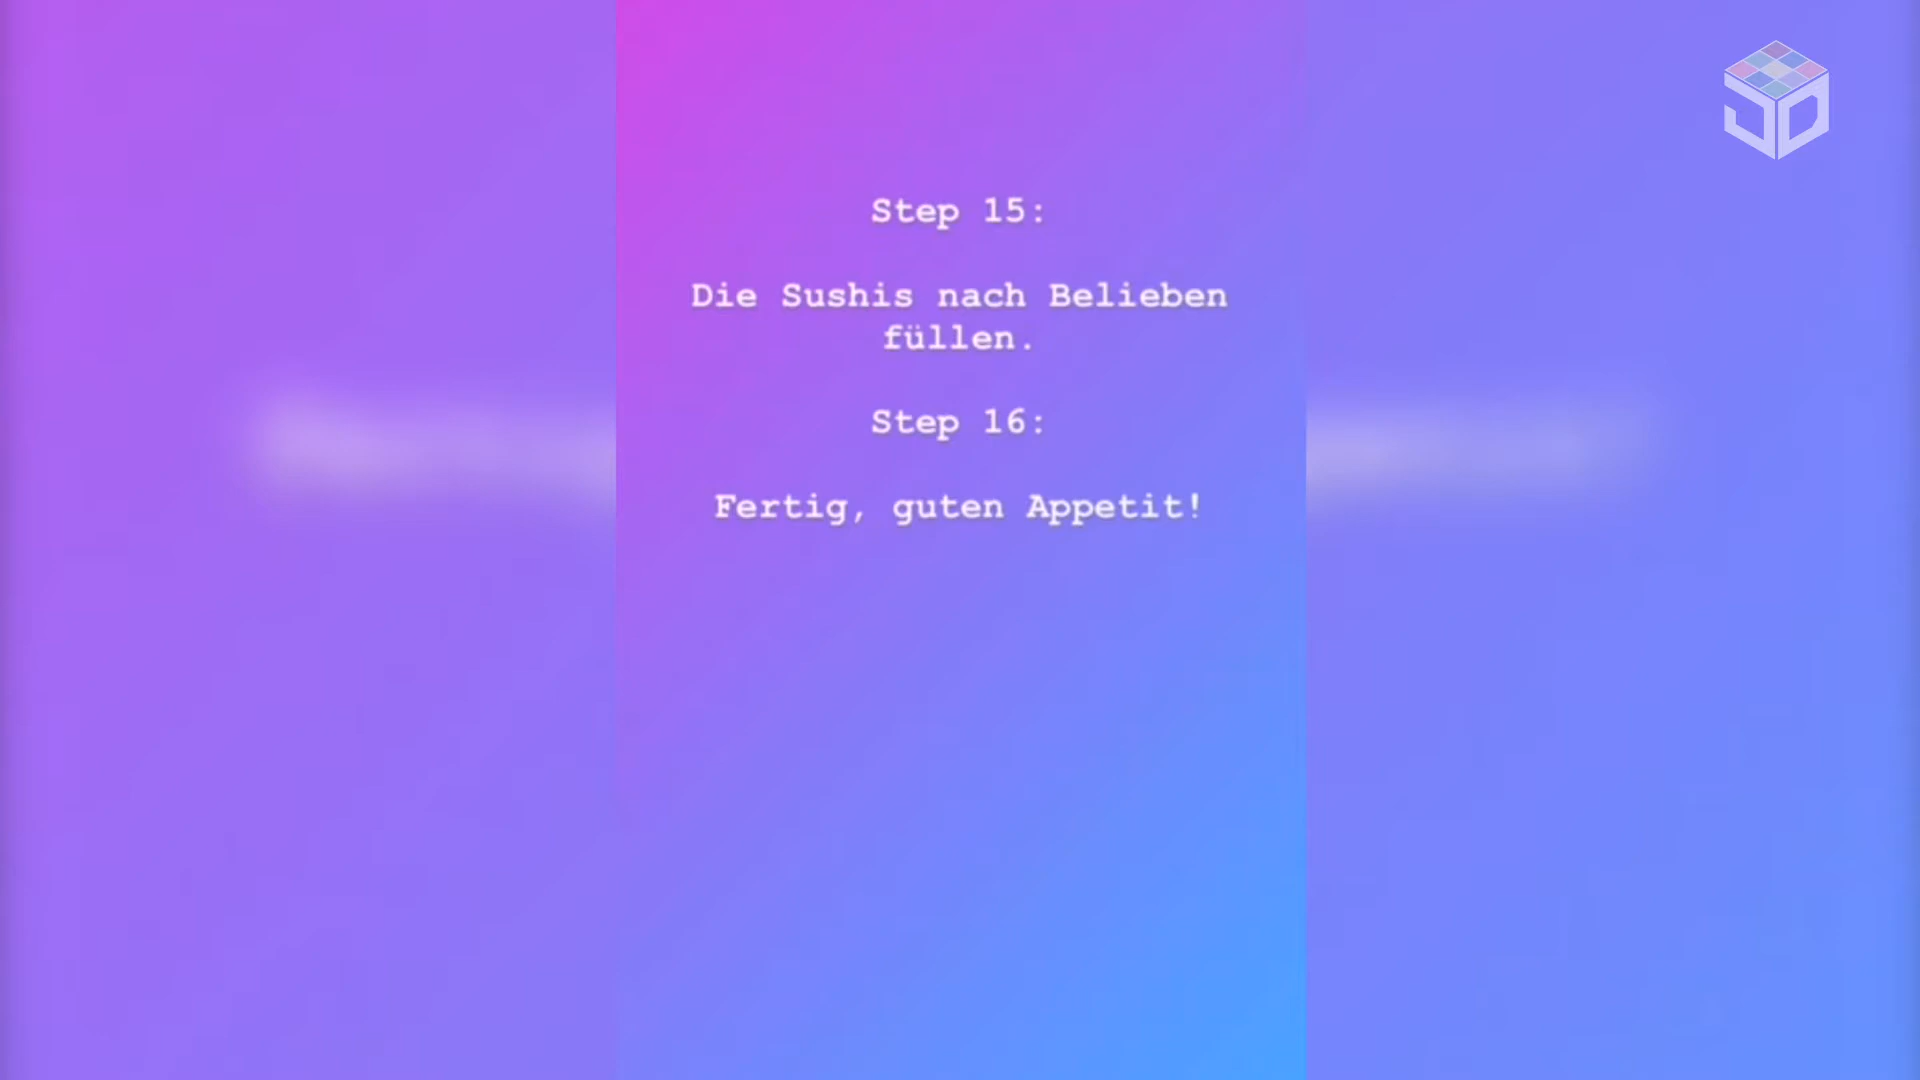 Step 15:
Die Sushis nach Belieben
füllen.
Step 16:
Fertig, guten Appetit!